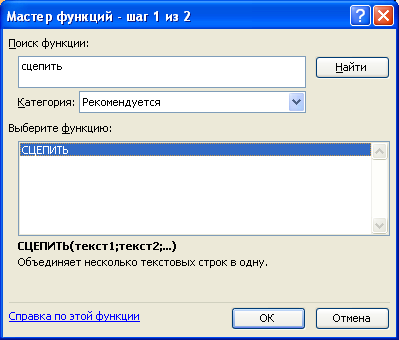 Мастер функций - шаг 1 из 2
Поиск функции:
сцепить
Найти
Категория: Рекомендуется
Выберите функцию:
СЦЕПИТЬ
СЦЕПИТЬ(текст1;текст2;...)
Объединяет несколько текстовых строк в одну.
Справка по этой функции
ОК
Отмена